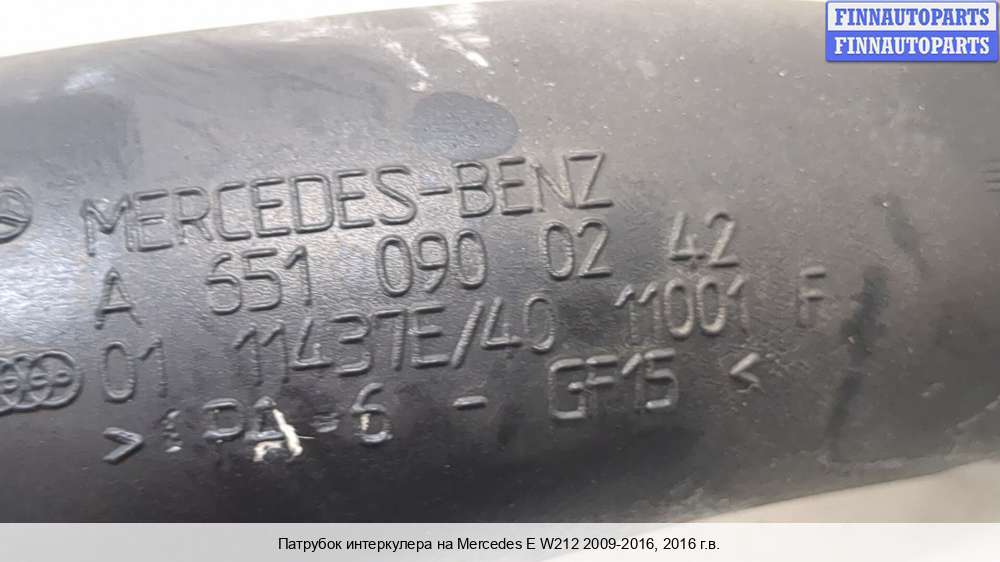 FINNAUTOPARTS
FINNAUTOPARTS
MERCEDES-BENZ
A 651 090 02 42
01 11437E/40 11001 F
>PA-6 - GF15 <
Патрубок интеркулера на Mercedes E W212 2009-2016, 2016 г.в.